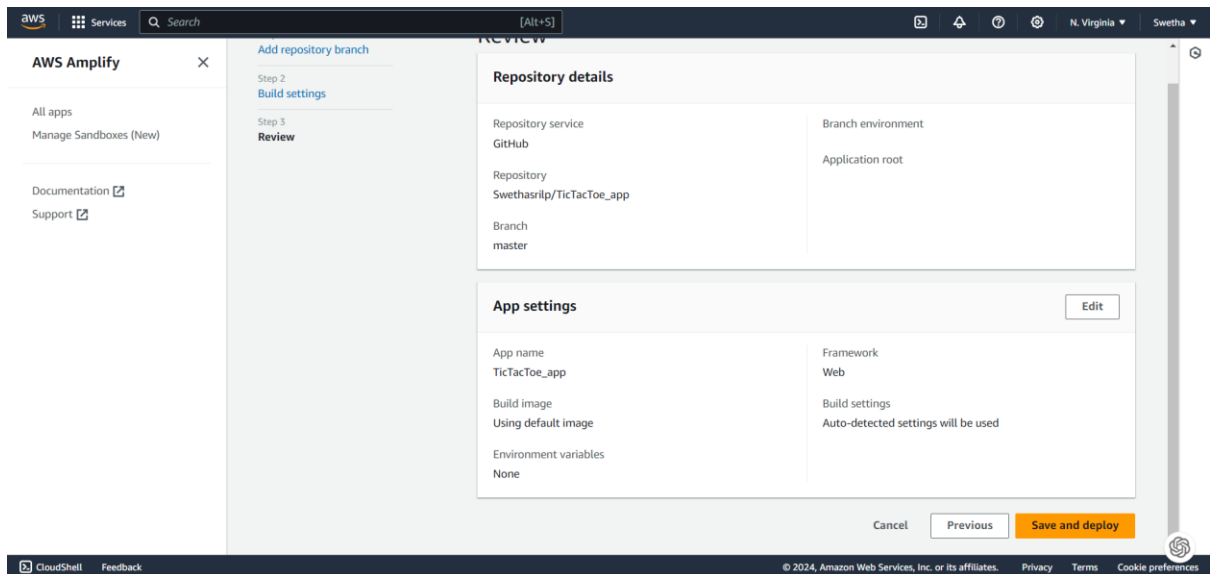 aws
Services
Search
[Alt+S]
N. Virginia
Swetha
AWS Amplify
All apps
Manage Sandboxes (New)
Documentation
Support
Add repository branch
Step 2
Build settings
Step 3
Review
Review
Repository details
Repository service
GitHub
Repository
Swethasrilp/TicTacToe_app
Branch
master
Branch environment
Application root
App settings
Edit
App name
TicTacToe_app
Build image
Using default image
Environment variables
None
Framework
Web
Build settings
Auto-detected settings will be used
Cancel
Previous
Save and deploy
CloudShell
Feedback
© 2024, Amazon Web Services, Inc. or its affiliates.
Privacy
Terms
Cookie preferences